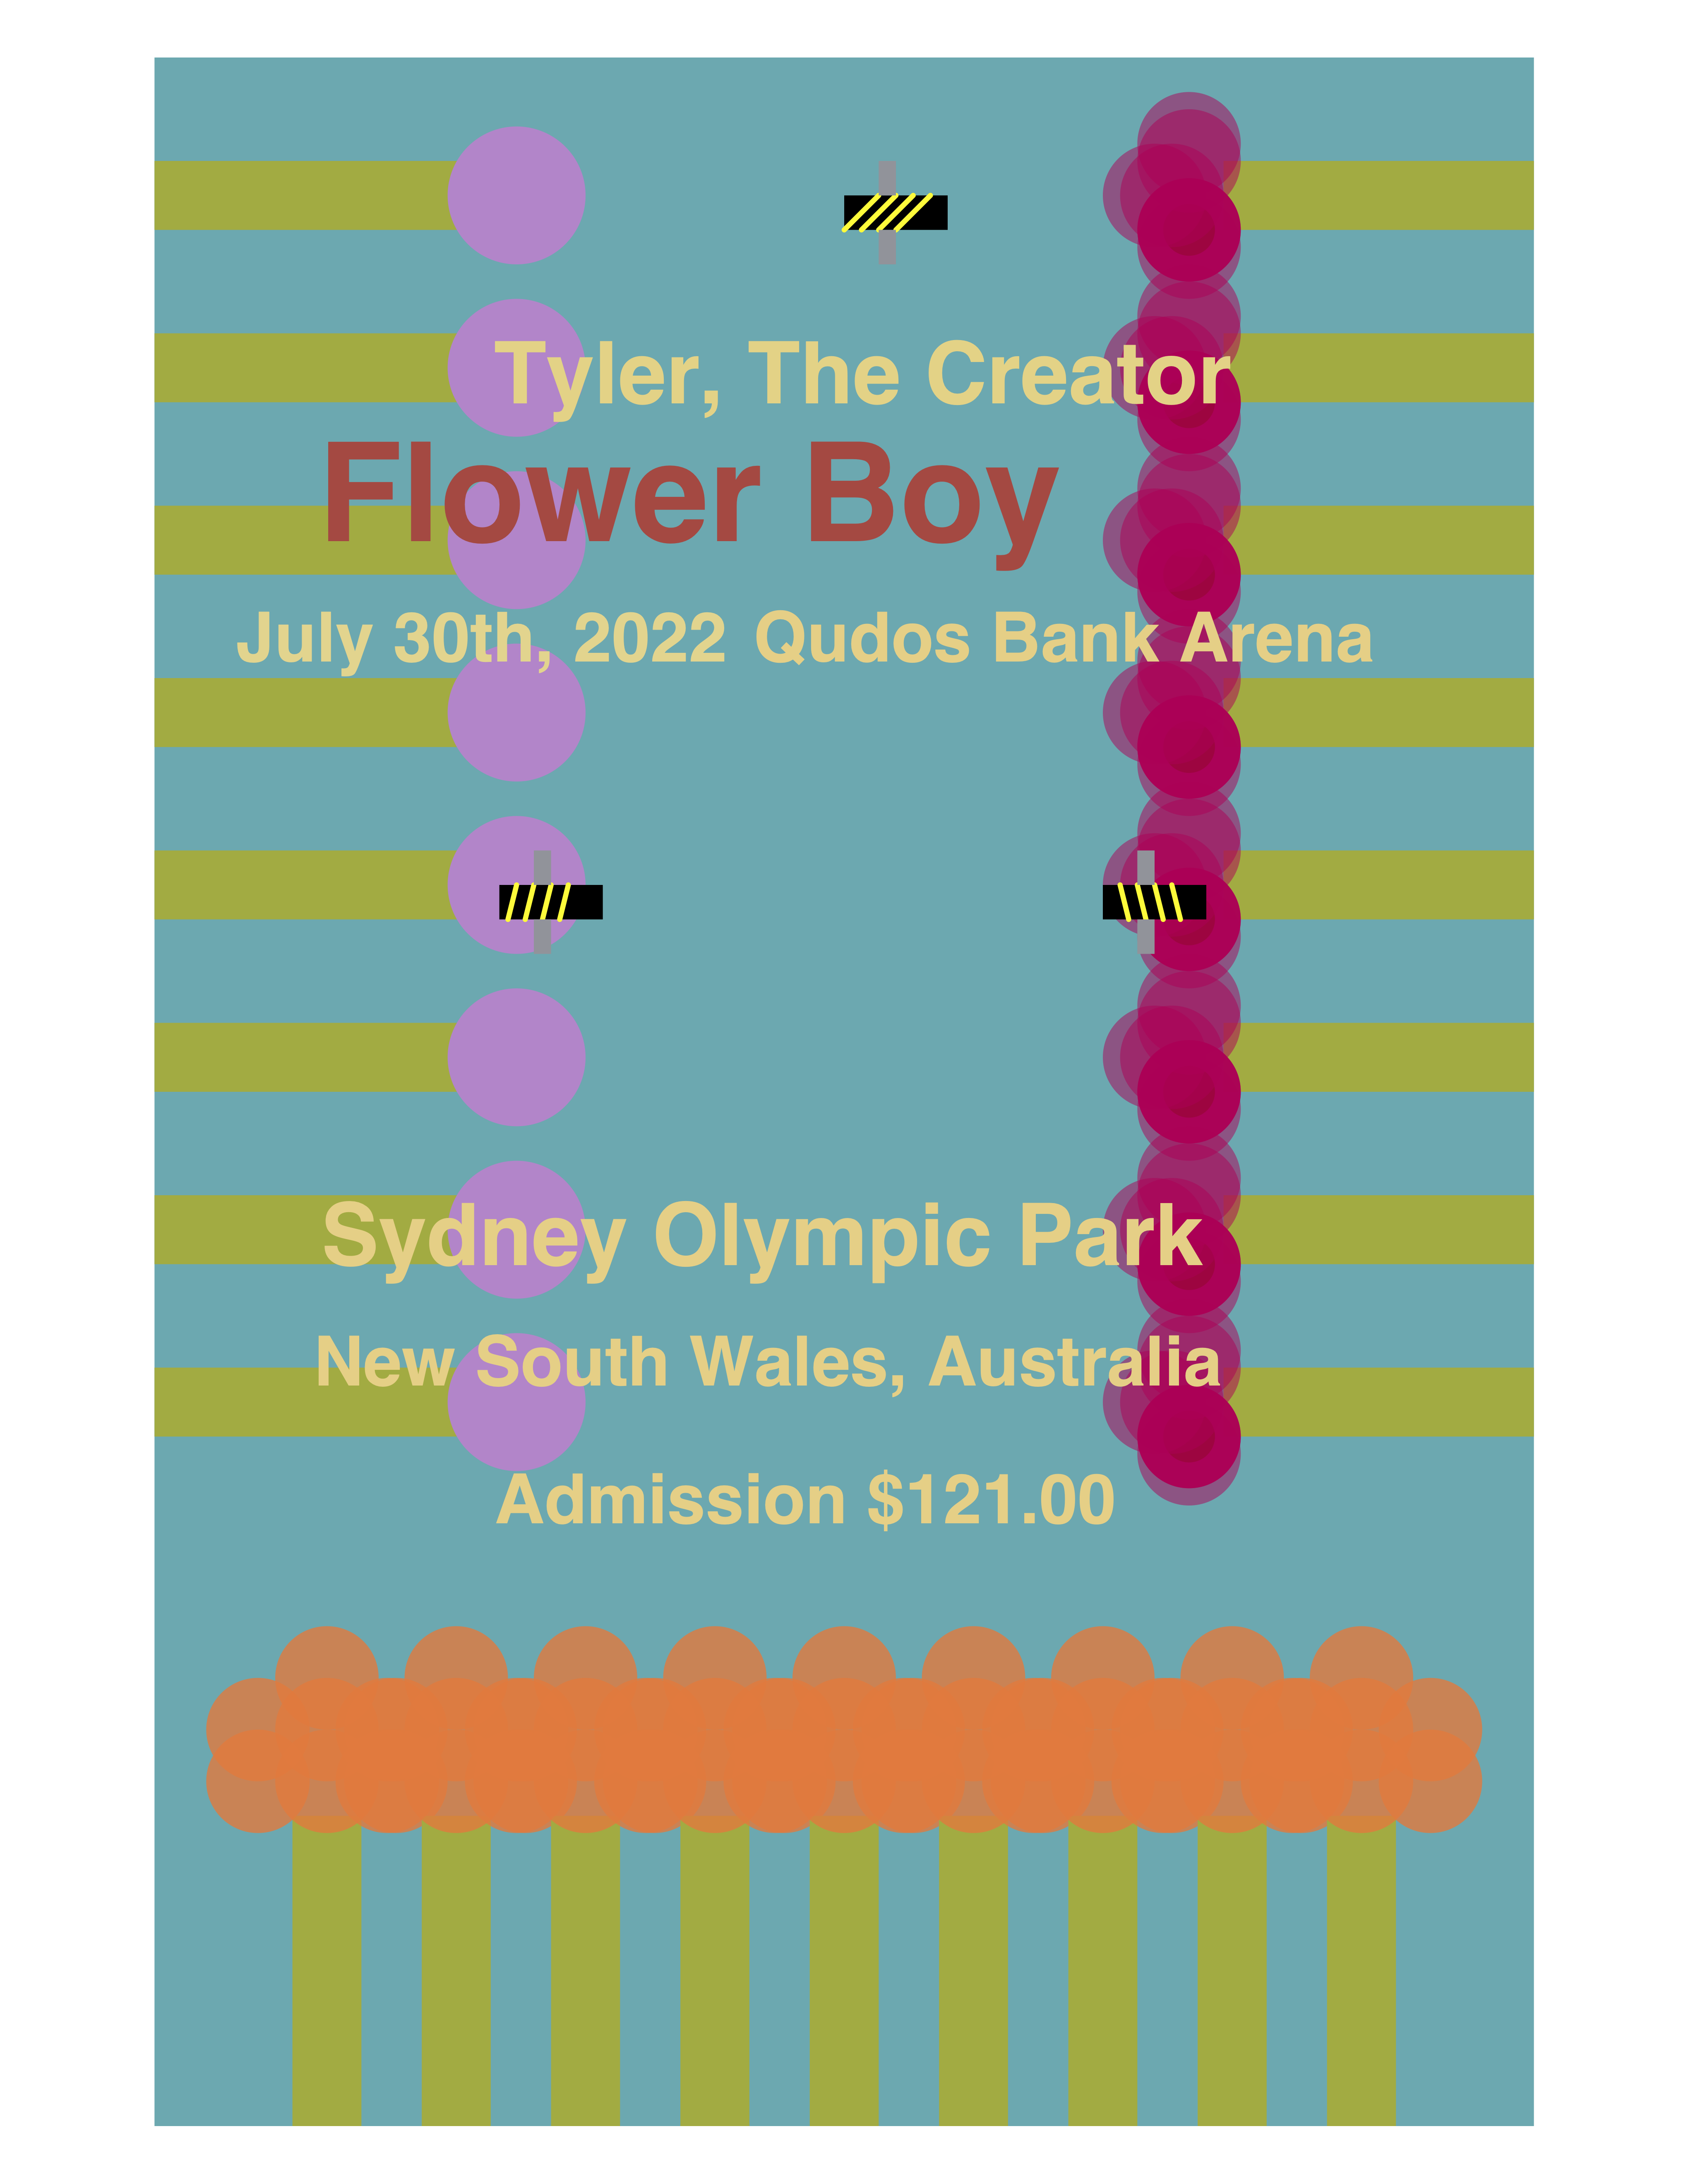 Tyler, The Creator
Flower Boy
July 30th, 2022 Qudos Bank Arena
Sydney Olympic Park
New South Wales, Australia
Admission $121.00